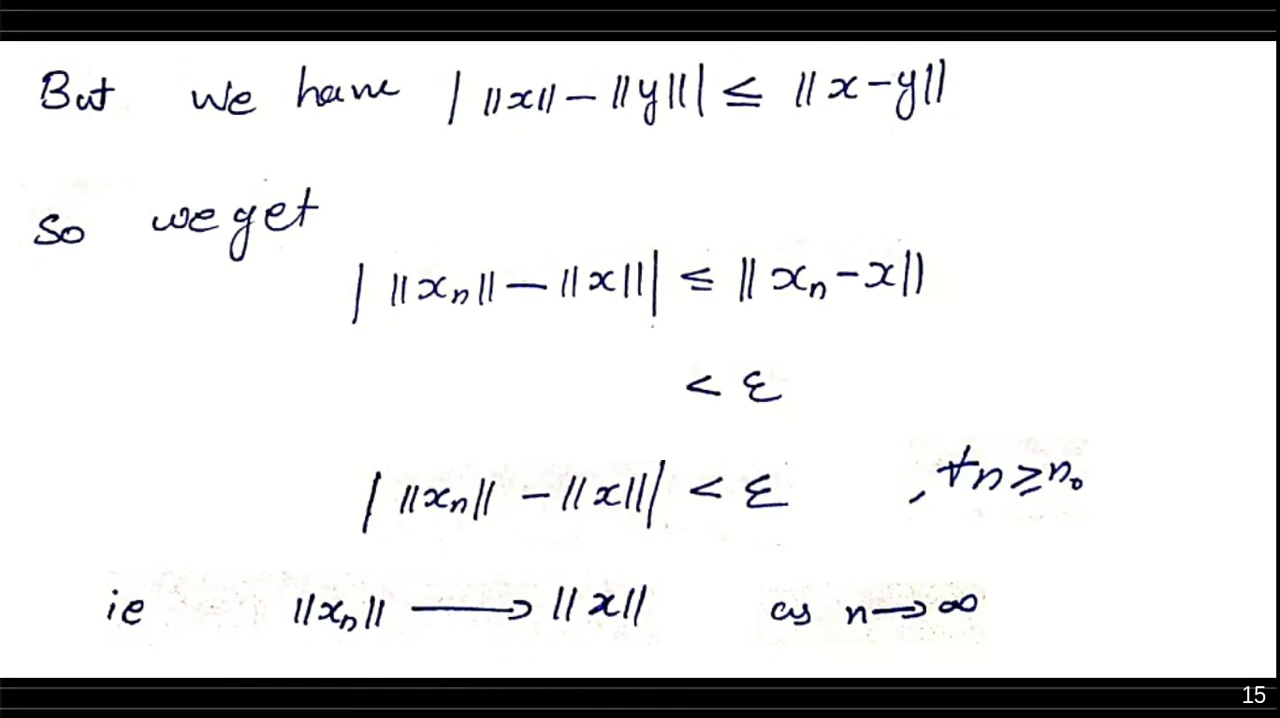 But we have | ||x|| - ||y|| | ≤ ||x - y||
So we get
| ||xₙ|| - ||x|| | ≤ ||xₙ - x||
< ε
| ||xₙ|| - ||x|| | < ε , ∀n ≥ n₀
ie ||xₙ|| ⟶ ||x|| as n → ∞
15